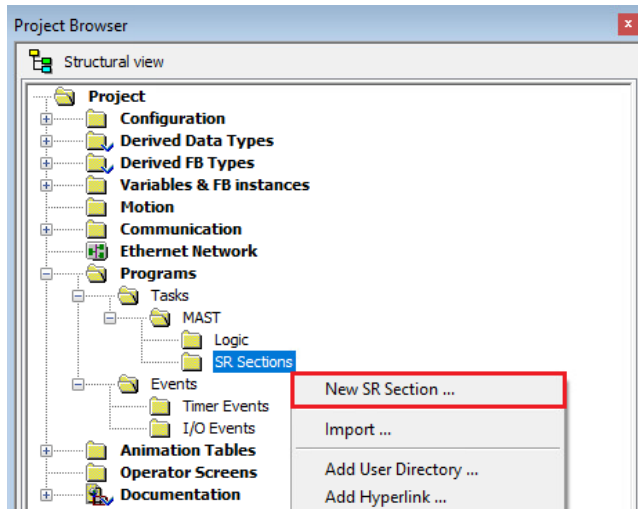 Project Browser
x
Structural view
Project
Configuration
Derived Data Types
Derived FB Types
Variables & FB instances
Motion
Communication
Ethernet Network
Programs
Tasks
MAST
Logic
SR Sections
Events
Timer Events
I/O Events
Animation Tables
Operator Screens
Documentation
New SR Section ...
Import ...
Add User Directory ...
Add Hyperlink ...